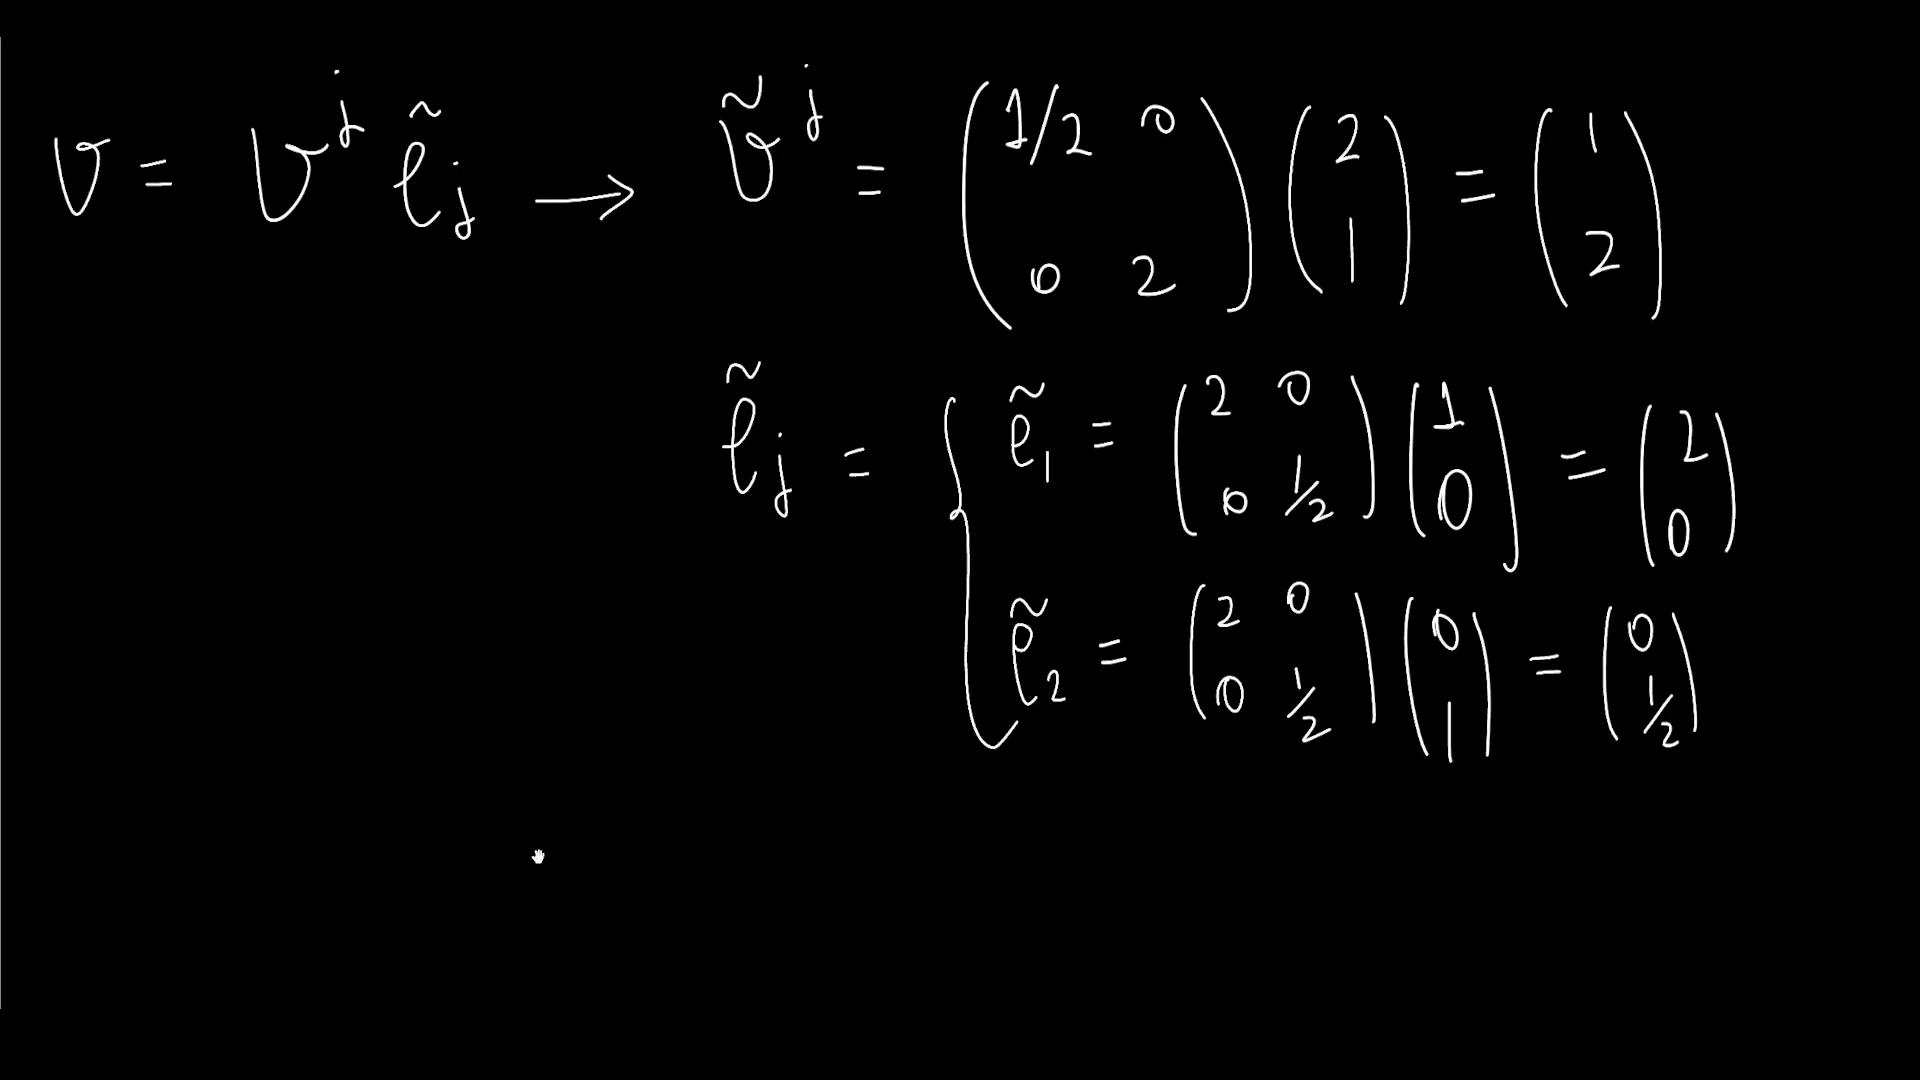 v = v^j ẽ_j → ṽ^j = (1/2 0; 0 2)(2; 1) = (1; 2)
ẽ_j = { ẽ_1 = (2 0; 0 1/2)(1; 0) = (2; 0)
ẽ_2 = (2 0; 0 1/2)(0; 1) = (0; 1/2)